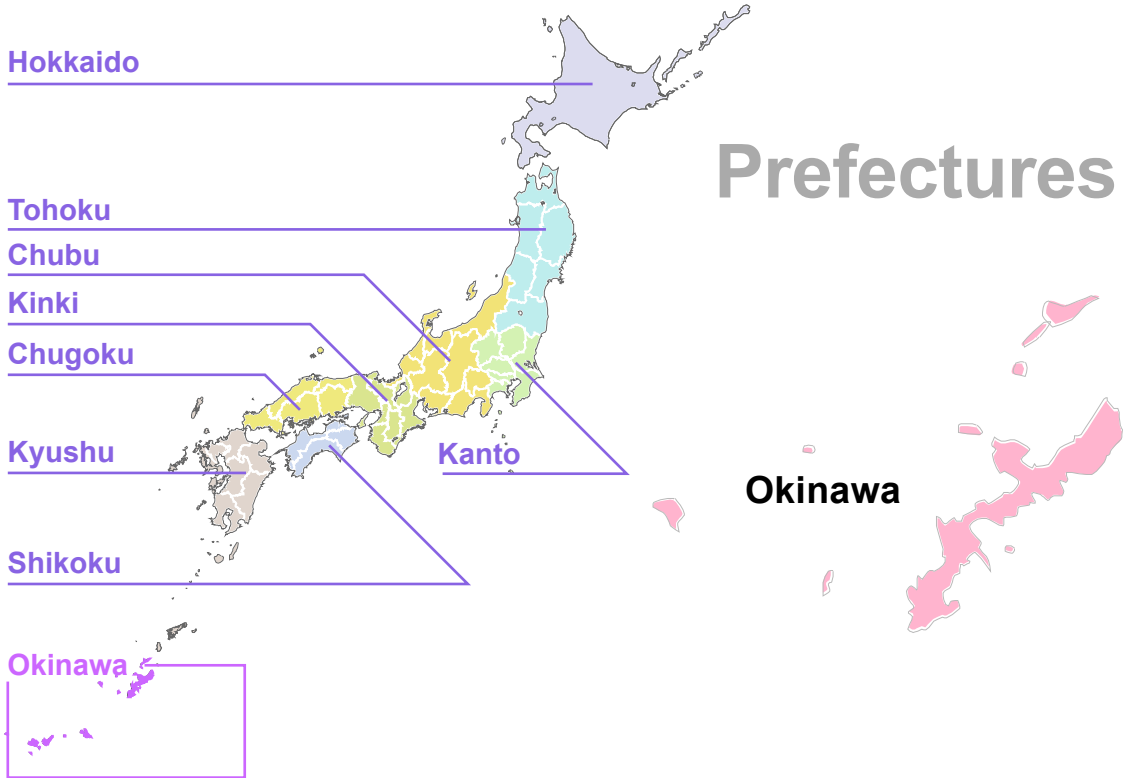 Hokkaido
Prefectures
Tohoku
Chubu
Kinki
Chugoku
Kyushu
Kanto
Okinawa
Shikoku
Okinawa